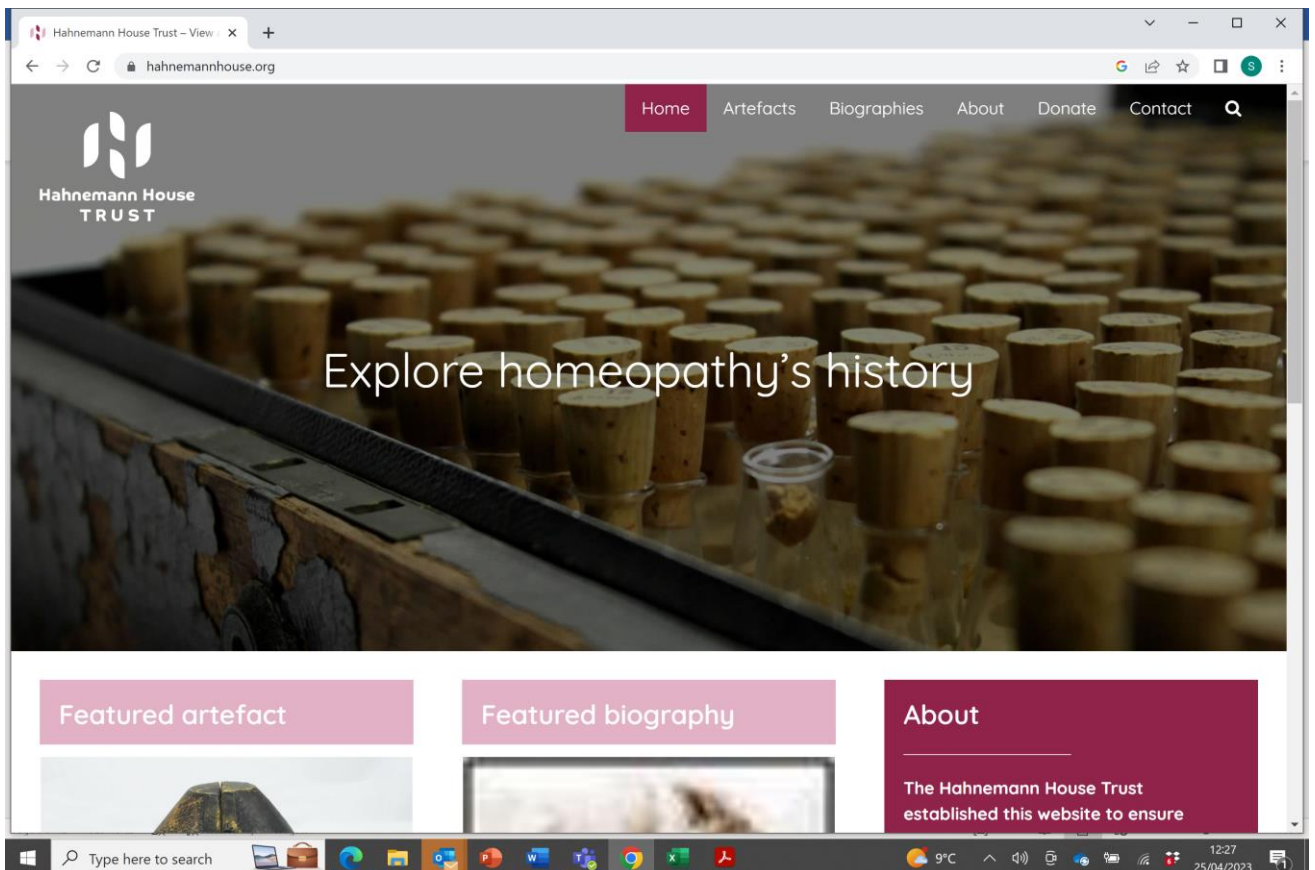 Hahnemann House Trust – View
hahnemannhouse.org
S
Home Artefacts Biographies About Donate Contact
Hahnemann House
TRUST
Explore homeopathy's history
Featured artefact
Featured biography
About
The Hahnemann House Trust
established this website to ensure
Type here to search
9°C
12:27
25/04/2023